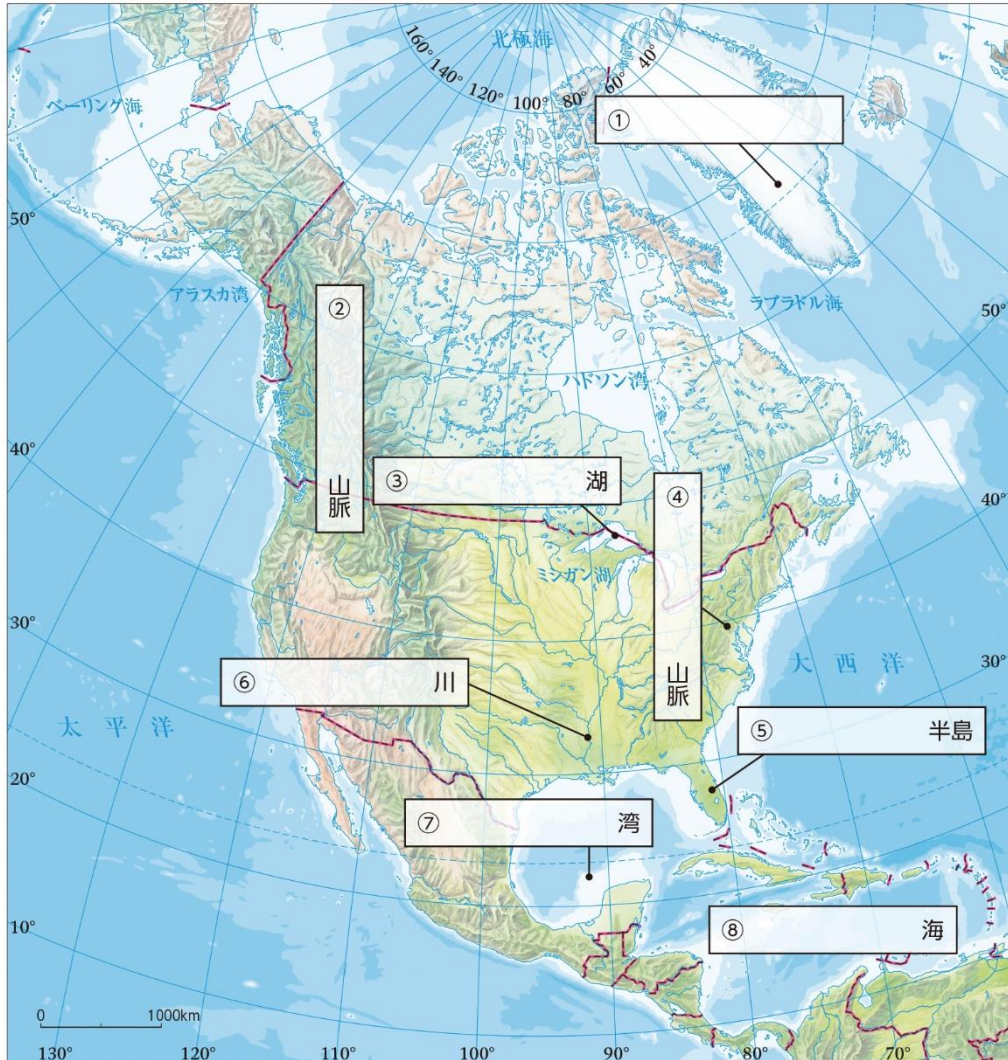 北極海
160°
140°
120°
100°
80°
60°
40°
ベーリング海
①
50°
アラスカ湾
②
山脈
ラブラドル海
50°
ハドソン湾
40°
③ 湖
④
山脈
40°
ミシガン湖
30°
大西洋
30°
⑥ 川
太平洋
⑤ 半島
20°
⑦ 湾
⑧ 海
10°
0 1000km
130° 120° 110° 100° 90° 80° 70° 60°